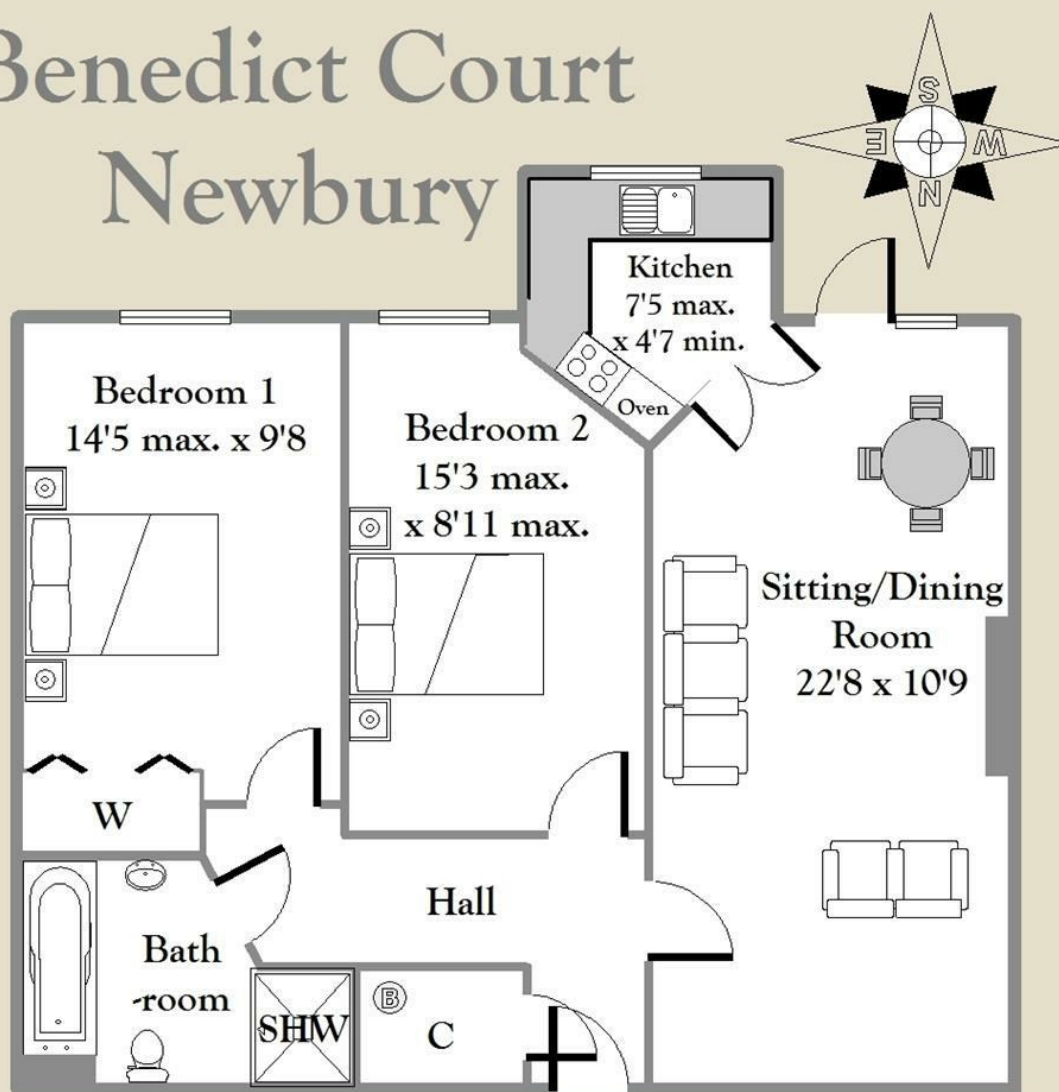 Benedict Court
Newbury
S
E
W
N
Kitchen
7'5 max.
x 4'7 min.
Oven
Bedroom 1
14'5 max. x 9'8
Bedroom 2
15'3 max.
x 8'11 max.
Sitting/Dining
Room
22'8 x 10'9
W
Hall
Bath
-room
SHW
B
C